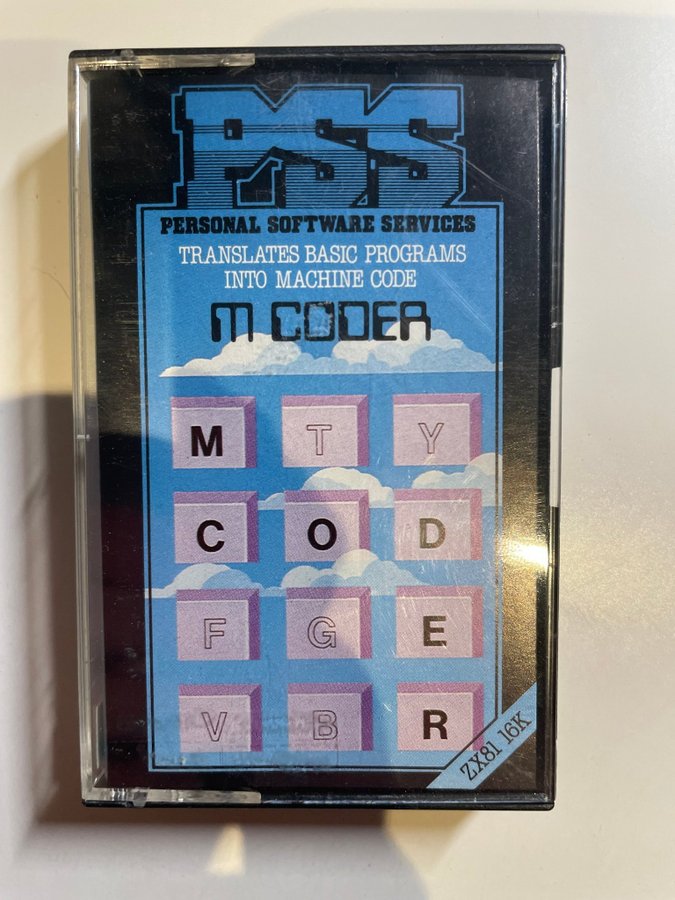 PSS
PERSONAL SOFTWARE SERVICES
TRANSLATES BASIC PROGRAMS
INTO MACHINE CODE
M CODER
M T Y
C O D
F G E
V B R
ZX81 16K